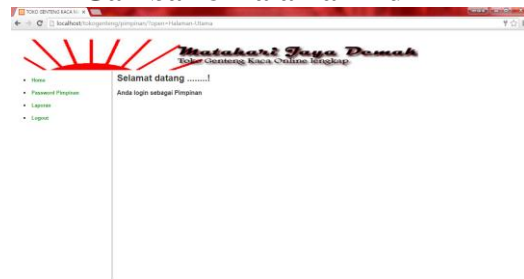 TOKO GENTENG KACA
localhost/tokogenteng/pimpinan/?open=Halaman-Utama
Matahari Jaya Demak
Toko Genteng Kaca Online lengkap
Home
Password Pimpinan
Laporan
Logout
Selamat datang ........!
Anda login sebagai Pimpinan